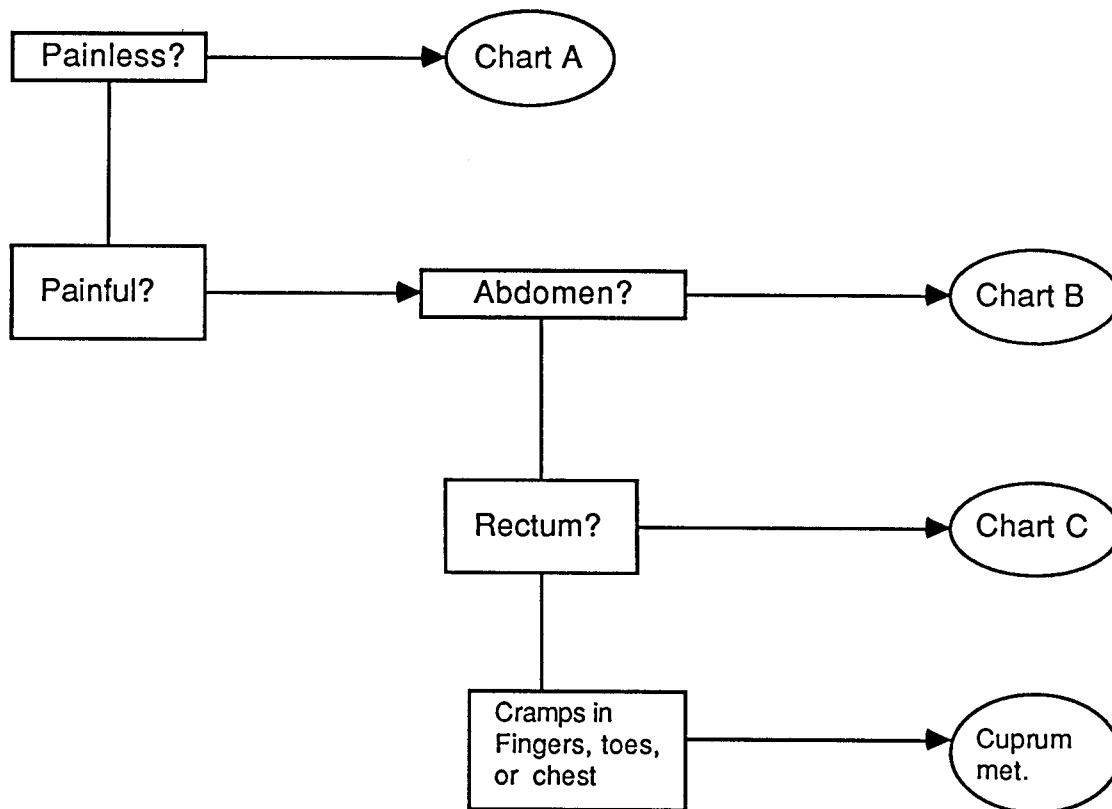 Painless?
Chart A
Painful?
Abdomen?
Chart B
Rectum?
Chart C
Cramps in
Fingers, toes,
or chest
Cuprum
met.